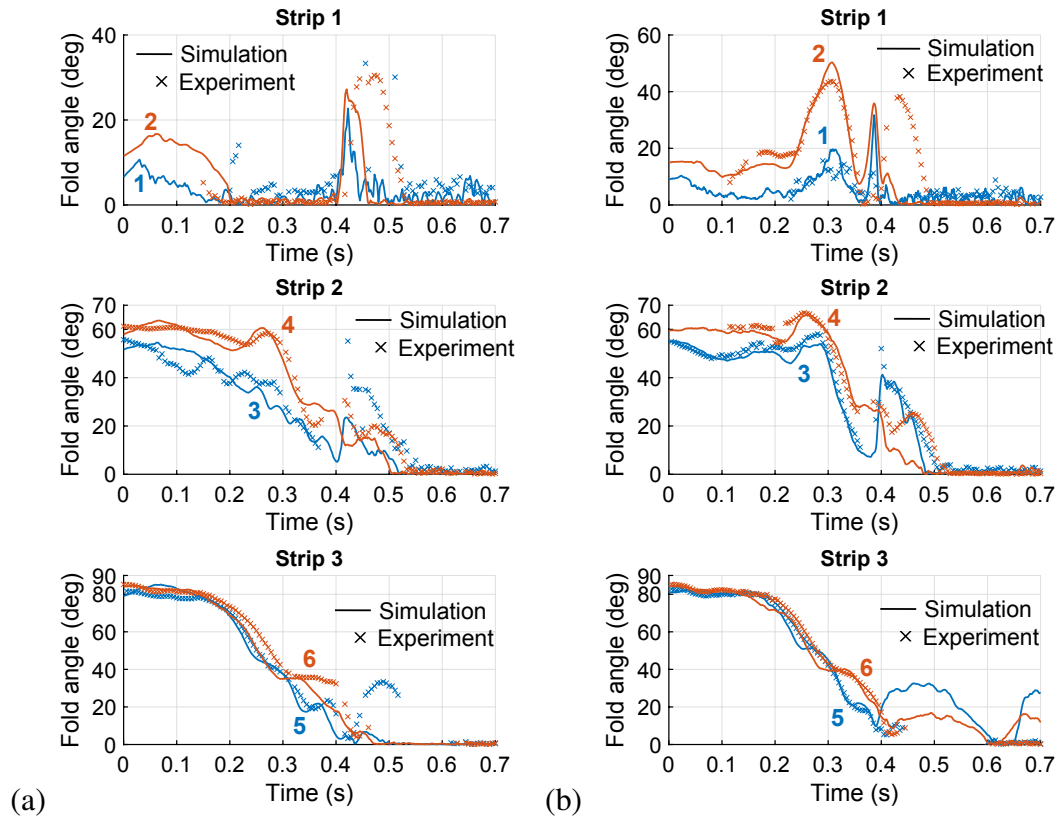 Strip 1
40
20
0
Fold angle (deg)
Simulation
Experiment
2
1
0 0.1 0.2 0.3 0.4 0.5 0.6 0.7
Time (s)
Strip 1
60
40
20
0
Fold angle (deg)
Simulation
Experiment
2
1
0 0.1 0.2 0.3 0.4 0.5 0.6 0.7
Time (s)
Strip 2
70
60
40
20
0
Fold angle (deg)
Simulation
Experiment
4
3
0 0.1 0.2 0.3 0.4 0.5 0.6 0.7
Time (s)
Strip 2
70
60
40
20
0
Fold angle (deg)
Simulation
Experiment
4
3
0 0.1 0.2 0.3 0.4 0.5 0.6 0.7
Time (s)
Strip 3
90
80
60
40
20
0
Fold angle (deg)
Simulation
Experiment
6
5
0 0.1 0.2 0.3 0.4 0.5 0.6 0.7
Time (s)
(a)
Strip 3
90
80
60
40
20
0
Fold angle (deg)
Simulation
Experiment
6
5
0 0.1 0.2 0.3 0.4 0.5 0.6 0.7
Time (s)
(b)